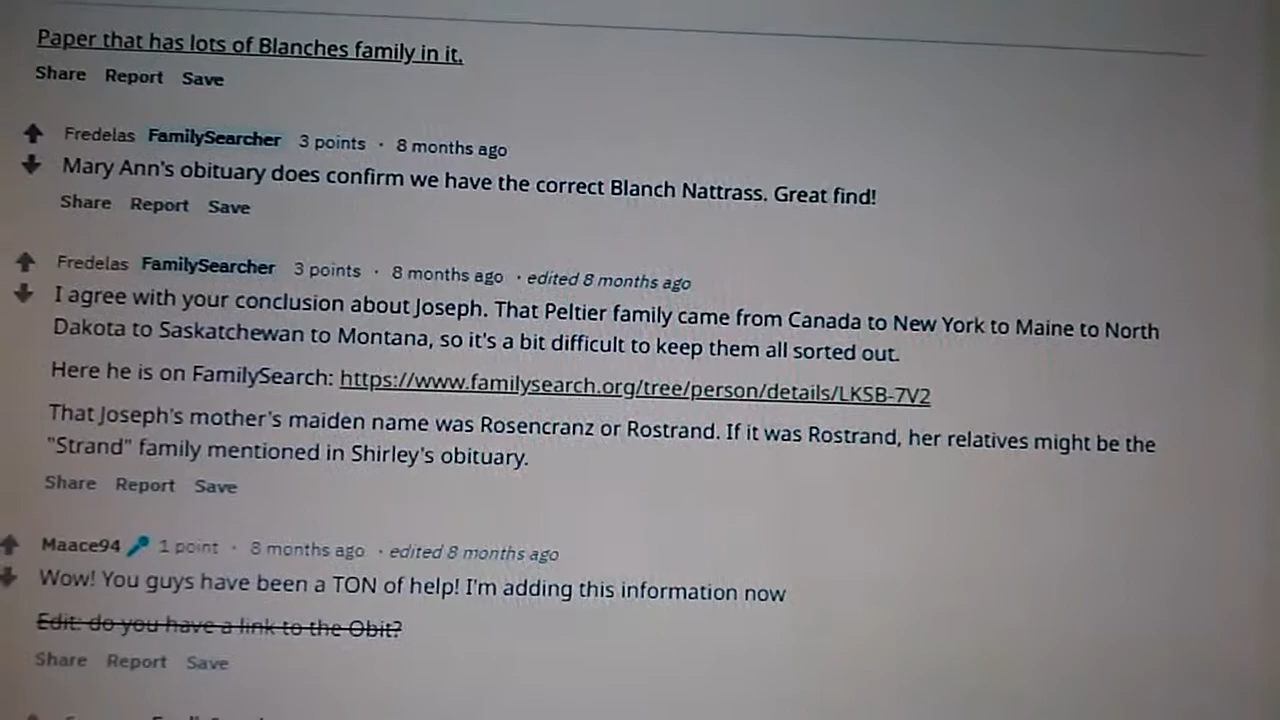 Paper that has lots of Blanches family in it.
Share Report Save
Fredelas FamilySearcher 3 points · 8 months ago
Mary Ann's obituary does confirm we have the correct Blanch Nattrass. Great find!
Share Report Save
Fredelas FamilySearcher 3 points · 8 months ago · edited 8 months ago
I agree with your conclusion about Joseph. That Peltier family came from Canada to New York to Maine to North
Dakota to Saskatchewan to Montana, so it's a bit difficult to keep them all sorted out.
Here he is on FamilySearch: https://www.familysearch.org/tree/person/details/LKSB-7V2
That Joseph's mother's maiden name was Rosencranz or Rostrand. If it was Rostrand, her relatives might be the
"Strand" family mentioned in Shirley's obituary.
Share Report Save
Maace94 1 point · 8 months ago · edited 8 months ago
Wow! You guys have been a TON of help! I'm adding this information now
Edit: do you have a link to the Obit?
Share Report Save